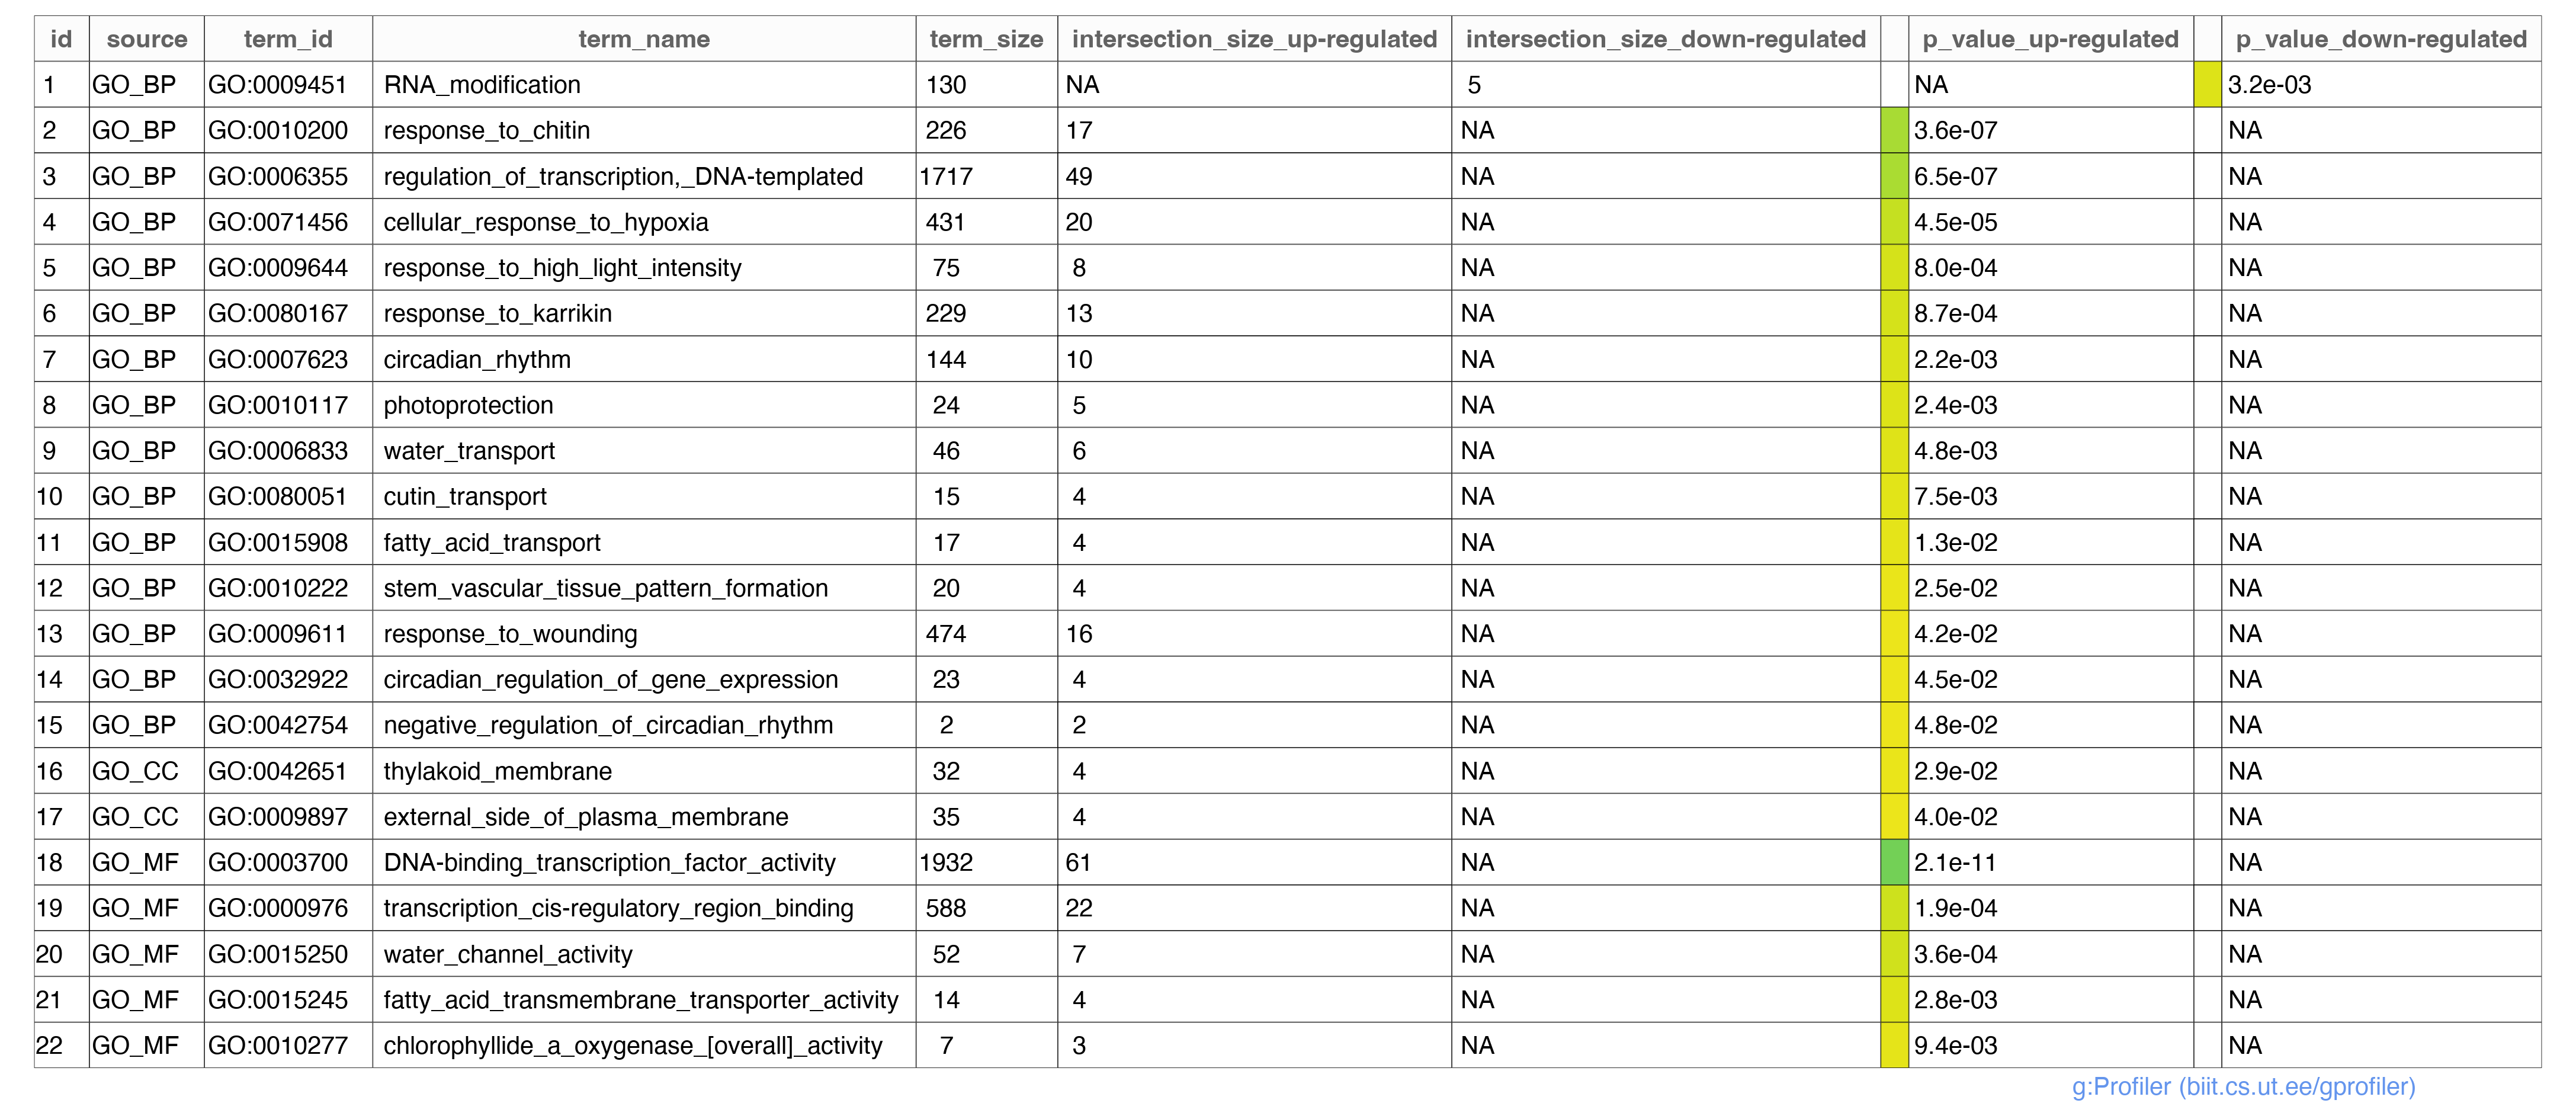 id source term_id term_name term_size intersection_size_up-regulated intersection_size_down-regulated p_value_up-regulated p_value_down-regulated
1 GO_BP GO:0009451 RNA_modification 130 NA 5 NA 3.2e-03
2 GO_BP GO:0010200 response_to_chitin 226 17 NA 3.6e-07 NA
3 GO_BP GO:0006355 regulation_of_transcription,_DNA-templated 1717 49 NA 6.5e-07 NA
4 GO_BP GO:0071456 cellular_response_to_hypoxia 431 20 NA 4.5e-05 NA
5 GO_BP GO:0009644 response_to_high_light_intensity 75 8 NA 8.0e-04 NA
6 GO_BP GO:0080167 response_to_karrikin 229 13 NA 8.7e-04 NA
7 GO_BP GO:0007623 circadian_rhythm 144 10 NA 2.2e-03 NA
8 GO_BP GO:0010117 photoprotection 24 5 NA 2.4e-03 NA
9 GO_BP GO:0006833 water_transport 46 6 NA 4.8e-03 NA
10 GO_BP GO:0080051 cutin_transport 15 4 NA 7.5e-03 NA
11 GO_BP GO:0015908 fatty_acid_transport 17 4 NA 1.3e-02 NA
12 GO_BP GO:0010222 stem_vascular_tissue_pattern_formation 20 4 NA 2.5e-02 NA
13 GO_BP GO:0009611 response_to_wounding 474 16 NA 4.2e-02 NA
14 GO_BP GO:0032922 circadian_regulation_of_gene_expression 23 4 NA 4.5e-02 NA
15 GO_BP GO:0042754 negative_regulation_of_circadian_rhythm 2 2 NA 4.8e-02 NA
16 GO_CC GO:0042651 thylakoid_membrane 32 4 NA 2.9e-02 NA
17 GO_CC GO:0009897 external_side_of_plasma_membrane 35 4 NA 4.0e-02 NA
18 GO_MF GO:0003700 DNA-binding_transcription_factor_activity 1932 61 NA 2.1e-11 NA
19 GO_MF GO:0000976 transcription_cis-regulatory_region_binding 588 22 NA 1.9e-04 NA
20 GO_MF GO:0015250 water_channel_activity 52 7 NA 3.6e-04 NA
21 GO_MF GO:0015245 fatty_acid_transmembrane_transporter_activity 14 4 NA 2.8e-03 NA
22 GO_MF GO:0010277 chlorophyllide_a_oxygenase_[overall]_activity 7 3 NA 9.4e-03 NA
g:Profiler (biit.cs.ut.ee/gprofiler)